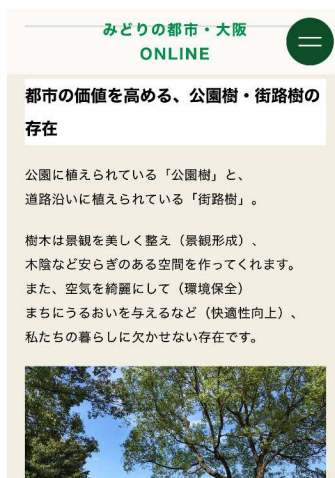 みどりの都市・大阪
ONLINE
都市の価値を高める、公園樹・街路樹の
存在
公園に植えられている「公園樹」と、
道路沿いに植えられている「街路樹」。
樹木は景観を美しく整え（景観形成）、
木陰など安らぎのある空間を作ってくれます。
また、空気を綺麗にして（環境保全）
まちにうるおいを与えるなど（快適性向上）、
私たちの暮らしに欠かせない存在です。